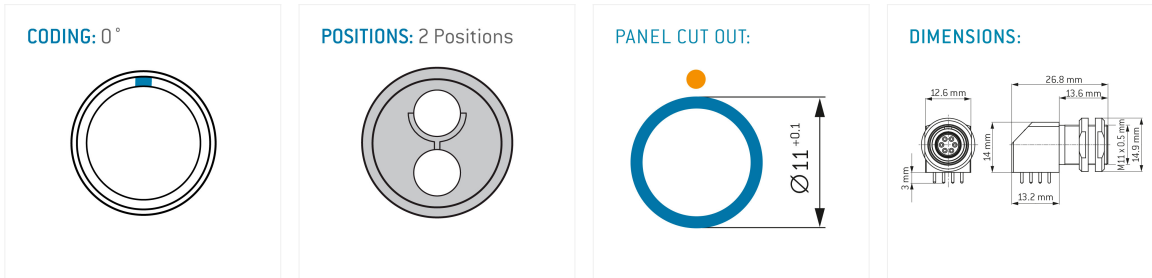 CODING: 0°
POSITIONS: 2 Positions
PANEL CUT OUT:
Ø11 +0.1
DIMENSIONS:
26.8 mm
12.6 mm
13.6 mm
14 mm
M 11 x 0.5 mm
14.9 mm
3 mm
13.2 mm